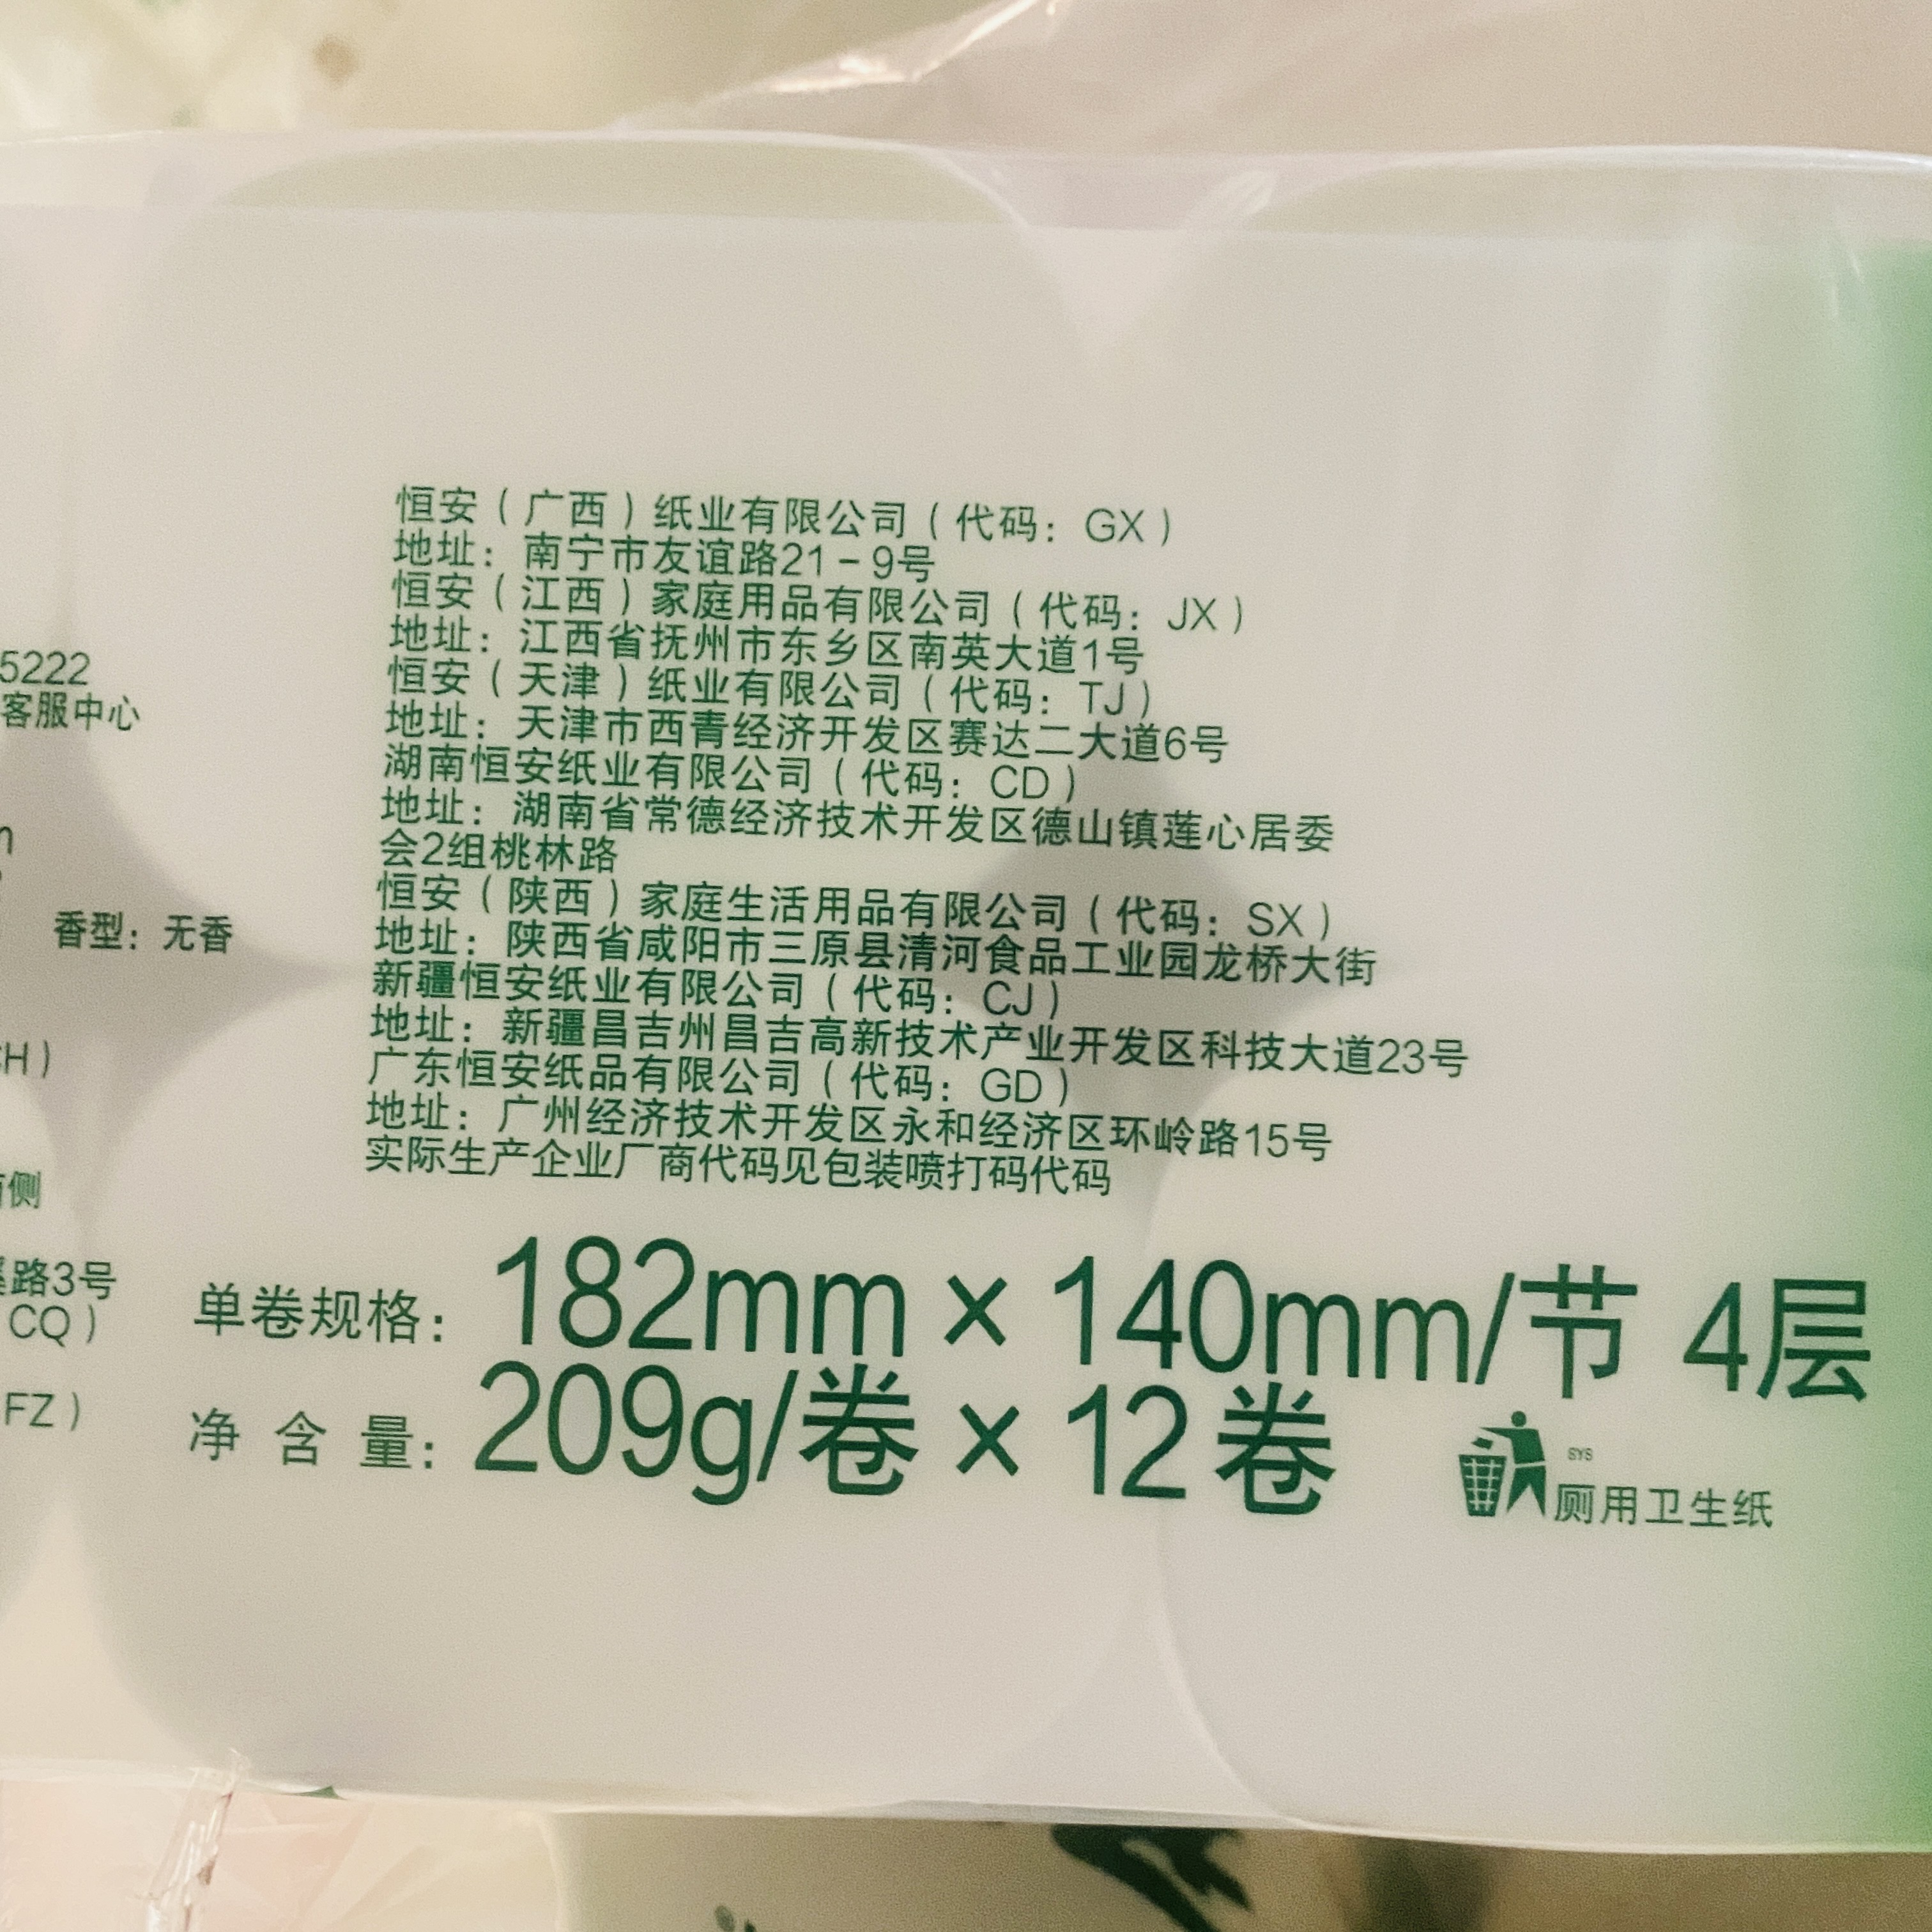 5222
客服中心
香型：无香
H）
侧
路3号
CQ）
FZ）
恒安（广西）纸业有限公司（代码：GX）
地址：南宁市友谊路21－9号
恒安（江西）家庭用品有限公司（代码：JX）
地址：江西省抚州市东乡区南英大道1号
恒安（天津）纸业有限公司（代码：TJ）
地址：天津市西青经济开发区赛达二大道6号
湖南恒安纸业有限公司（代码：CD）
地址：湖南省常德经济技术开发区德山镇莲心居委
会2组桃林路
恒安（陕西）家庭生活用品有限公司（代码：SX）
地址：陕西省咸阳市三原县清河食品工业园龙桥大街
新疆恒安纸业有限公司（代码：CJ）
地址：新疆昌吉州昌吉高新技术产业开发区科技大道23号
广东恒安纸品有限公司（代码：GD）
地址：广州经济技术开发区永和经济区环岭路15号
实际生产企业厂商代码见包装喷打码代码
单卷规格：182mm×140mm/节 4层
净含量：209g/卷×12卷
SYS
厕用卫生纸